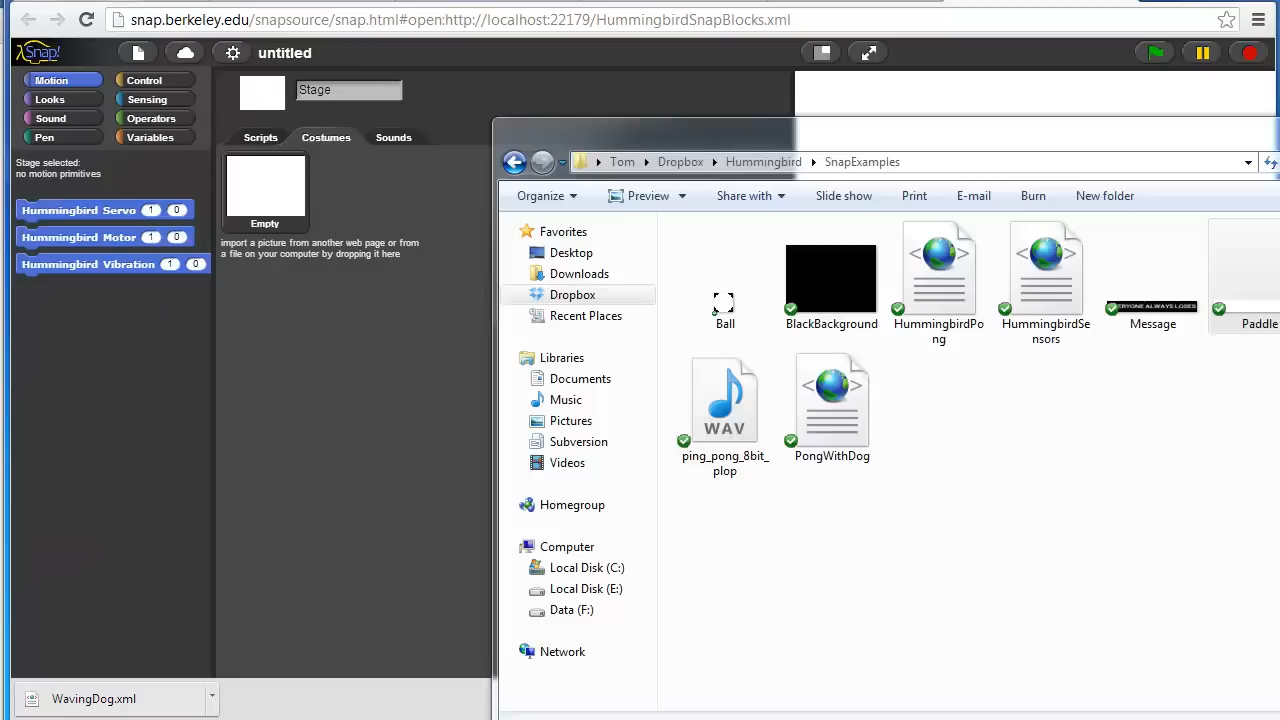 snap.berkeley.edu/snapsource/snap.html#open:http://localhost:22179/HummingbirdSnapBlocks.xml
Snap!
untitled
Motion
Control
Looks
Sensing
Sound
Operators
Pen
Variables
Stage selected:
no motion primitives
Hummingbird Servo 1 0
Hummingbird Motor 1 0
Hummingbird Vibration 1 0
Stage
Scripts
Costumes
Sounds
Empty
import a picture from another web page or from
a file on your computer by dropping it here
Tom
Dropbox
Hummingbird
SnapExamples
Organize
Preview
Share with
Slide show
Print
E-mail
Burn
New folder
Favorites
Desktop
Downloads
Dropbox
Recent Places
Libraries
Documents
Music
Pictures
Subversion
Videos
Homegroup
Computer
Local Disk (C:)
Local Disk (E:)
Data (F:)
Network
Ball
BlackBackground
HummingbirdPo
ng
HummingbirdSe
nsors
EVERYONE ALWAYS LOSES
Message
Paddle
WAV
ping_pong_8bit_
plop
PongWithDog
WavingDog.xml